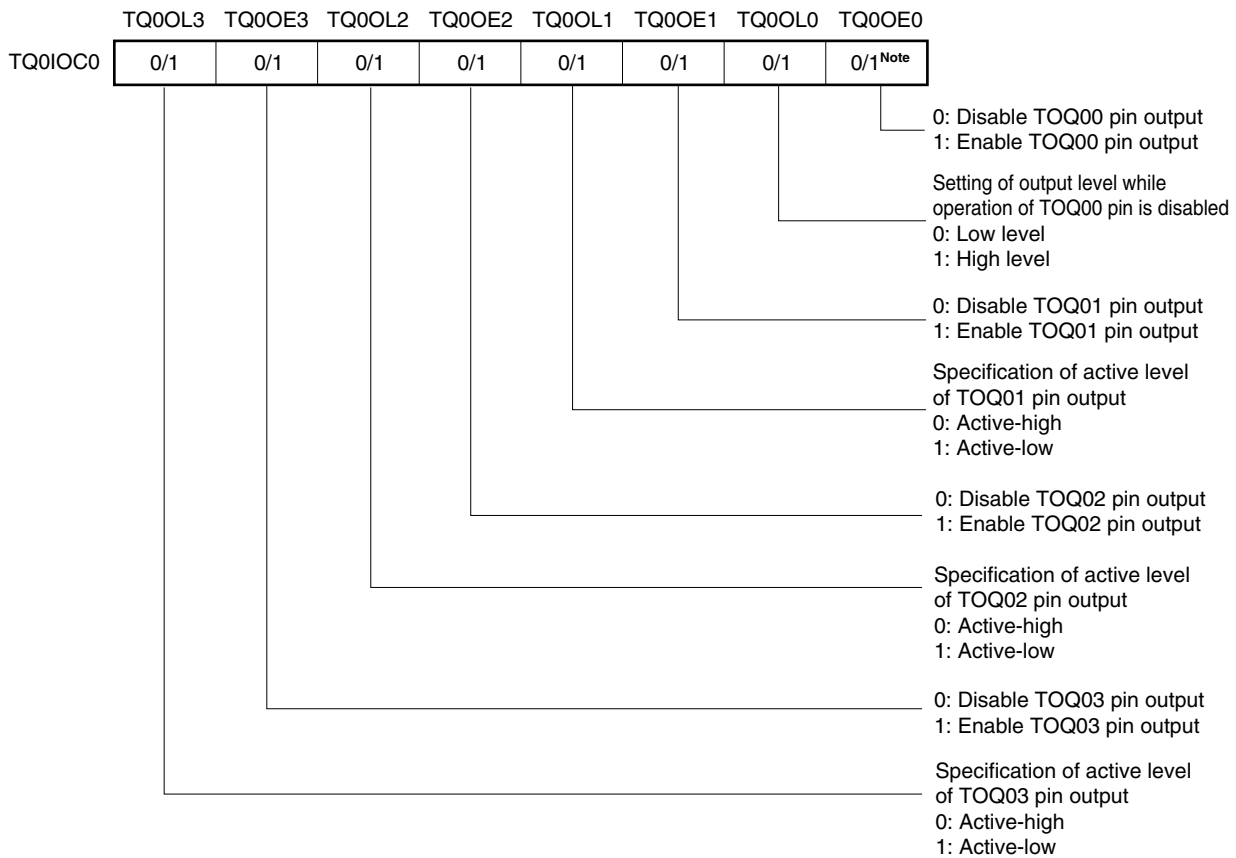 TQ0OL3 TQ0OE3 TQ0OL2 TQ0OE2 TQ0OL1 TQ0OE1 TQ0OL0 TQ0OE0
TQ0IOC0 0/1 0/1 0/1 0/1 0/1 0/1 0/1 0/1Note
0: Disable TOQ00 pin output
1: Enable TOQ00 pin output
Setting of output level while
operation of TOQ00 pin is disabled
0: Low level
1: High level
0: Disable TOQ01 pin output
1: Enable TOQ01 pin output
Specification of active level
of TOQ01 pin output
0: Active-high
1: Active-low
0: Disable TOQ02 pin output
1: Enable TOQ02 pin output
Specification of active level
of TOQ02 pin output
0: Active-high
1: Active-low
0: Disable TOQ03 pin output
1: Enable TOQ03 pin output
Specification of active level
of TOQ03 pin output
0: Active-high
1: Active-low